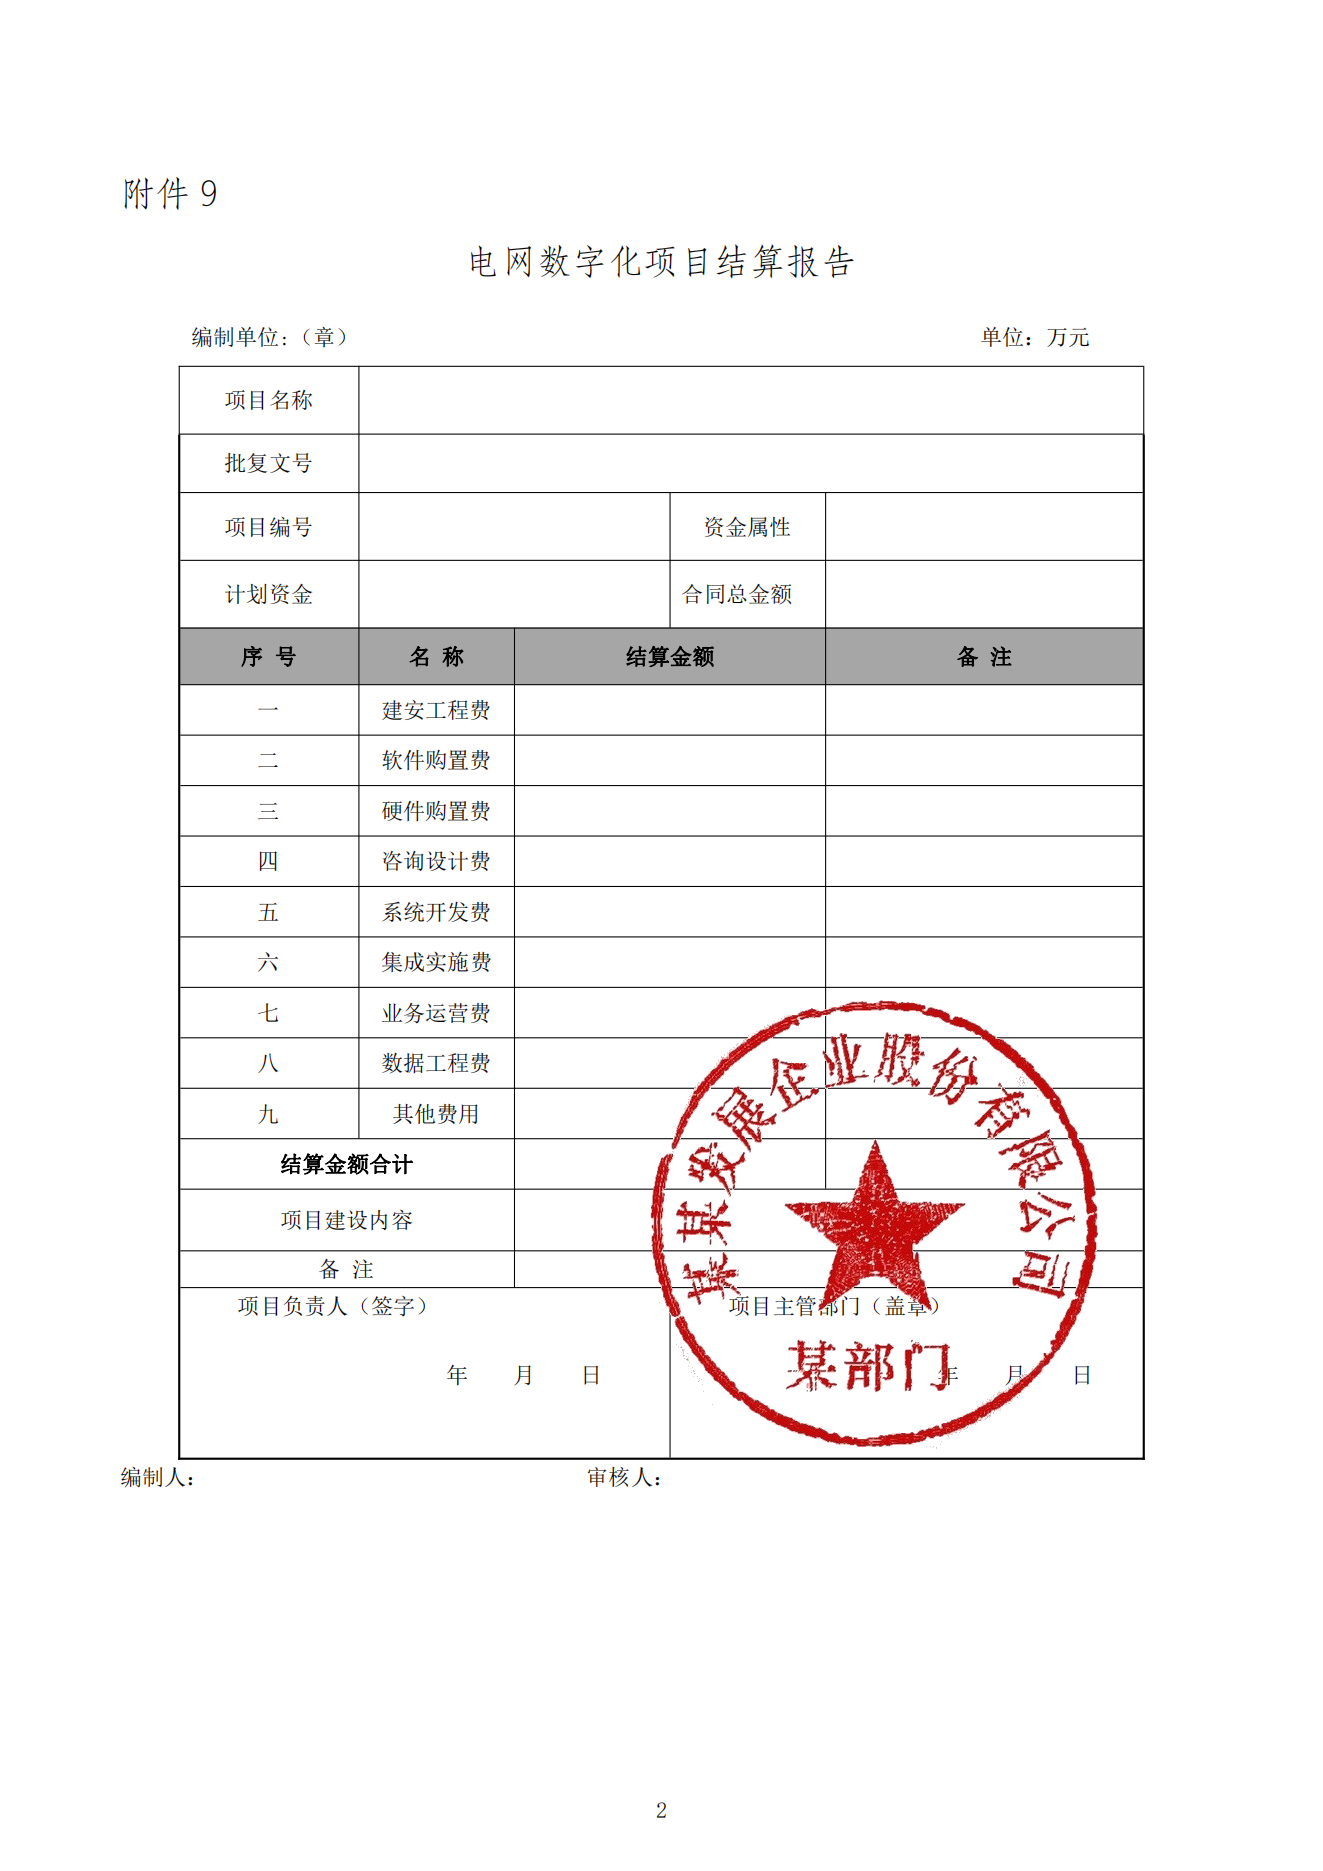 附件 9
电网数字化项目结算报告
编制单位:（章） 单位：万元
项目名称
批复文号
项目编号 资金属性
计划资金 合同总金额
序 号 名 称 结算金额 备 注
一 建安工程费
二 软件购置费
三 硬件购置费
四 咨询设计费
五 系统开发费
六 集成实施费
七 业务运营费
八 数据工程费
九 其他费用
结算金额合计
项目建设内容
备 注
项目负责人（签字） 项目主管部门（盖章）
年 月 日 年 月 日
某某发展企业股份有限公司
某部门
编制人： 审核人：
2